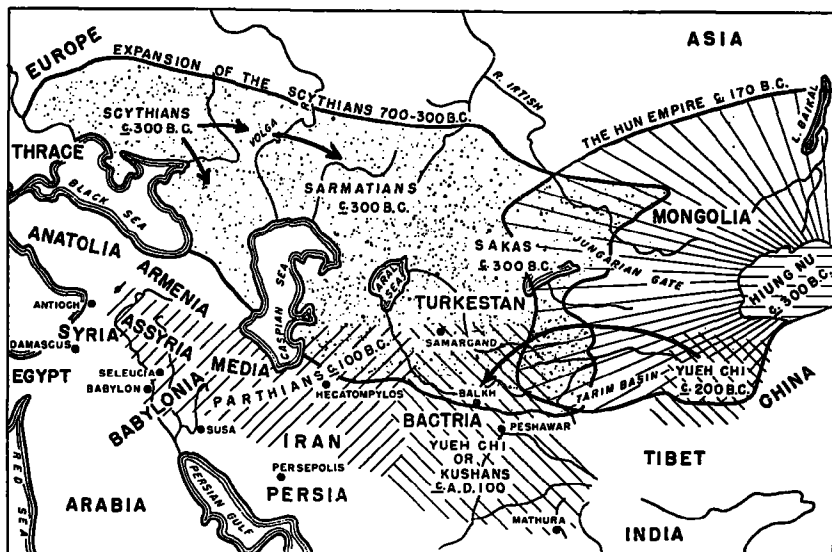 EUROPE
ASIA
EXPANSION OF THE SCYTHIANS 700-300 B.C.
R. IRTISH
THE HUN EMPIRE c. 170 B.C.
L. BAIKAL
SCYTHIANS
c. 300 B.C.
VOLGA
R.
THRACE
BLACK SEA
SARMATIANS
c. 300 B.C.
MONGOLIA
ANATOLIA
SAKAS
c. 300 B.C.
JUNGARIAN GATE
HIUNG NU
c. 300 B.C.
ARMENIA
CASPIAN SEA
ARAL SEA
TURKESTAN
ANTIOCH
SYRIA
ASSYRIA
DAMASCUS
MEDIA
SAMARGAND
EGYPT
SELEUCIA
BABYLON
BABYLONIA
PARTHIANS c. 100 B.C.
HECATOMPYLOS
BALKH
TARIM BASIN
YUEH CHI
c. 200 B.C.
CHINA
SUSA
IRAN
BACTRIA
PESHAWAR
YUEH CHI
OR
KUSHANS
c. A.D. 100
TIBET
RED SEA
ARABIA
PERSIAN GULF
PERSEPOLIS
PERSIA
MATHURA
INDIA